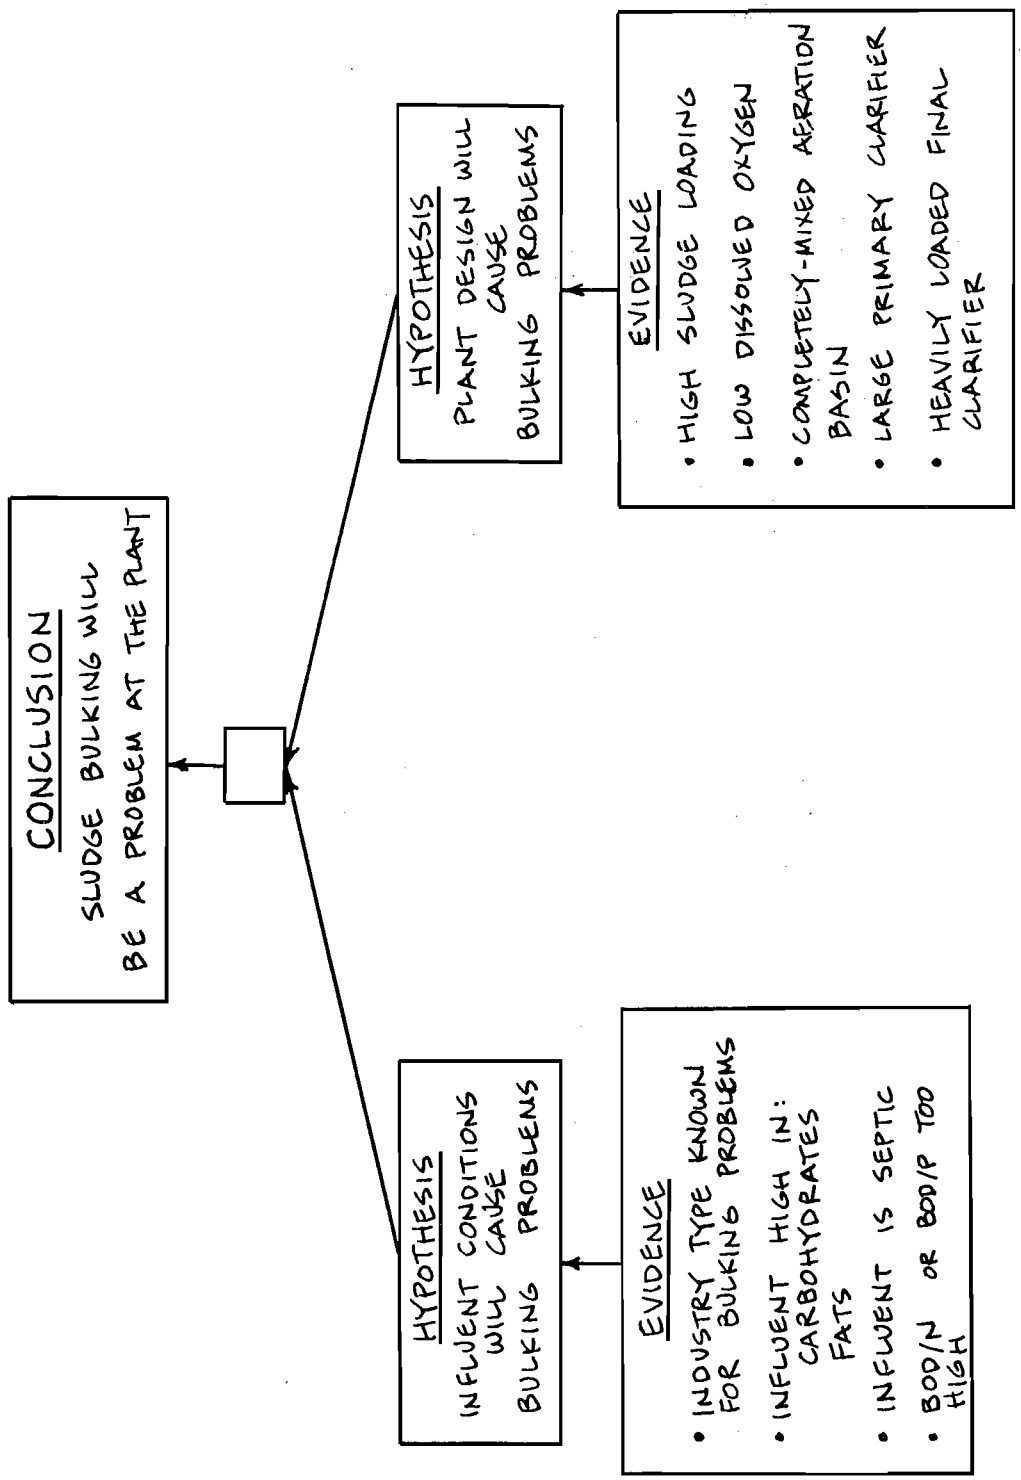 CONCLUSION
SLUDGE BULKING WILL
BE A PROBLEM AT THE PLANT
HYPOTHESIS
INFLUENT CONDITIONS
WILL CAUSE
BULKING PROBLEMS
EVIDENCE
• INDUSTRY TYPE KNOWN
FOR BULKING PROBLEMS
• INFLUENT HIGH IN:
CARBOHYDRATES
FATS
• INFLUENT IS SEPTIC
• BOD/N OR BOD/P TOO
HIGH
HYPOTHESIS
PLANT DESIGN WILL
CAUSE
BULKING PROBLEMS
EVIDENCE
• HIGH SLUDGE LOADING
• LOW DISSOLVED OXYGEN
• COMPLETELY-MIXED AERATION
BASIN
• LARGE PRIMARY CLARIFIER
• HEAVILY LOADED FINAL
CLARIFIER